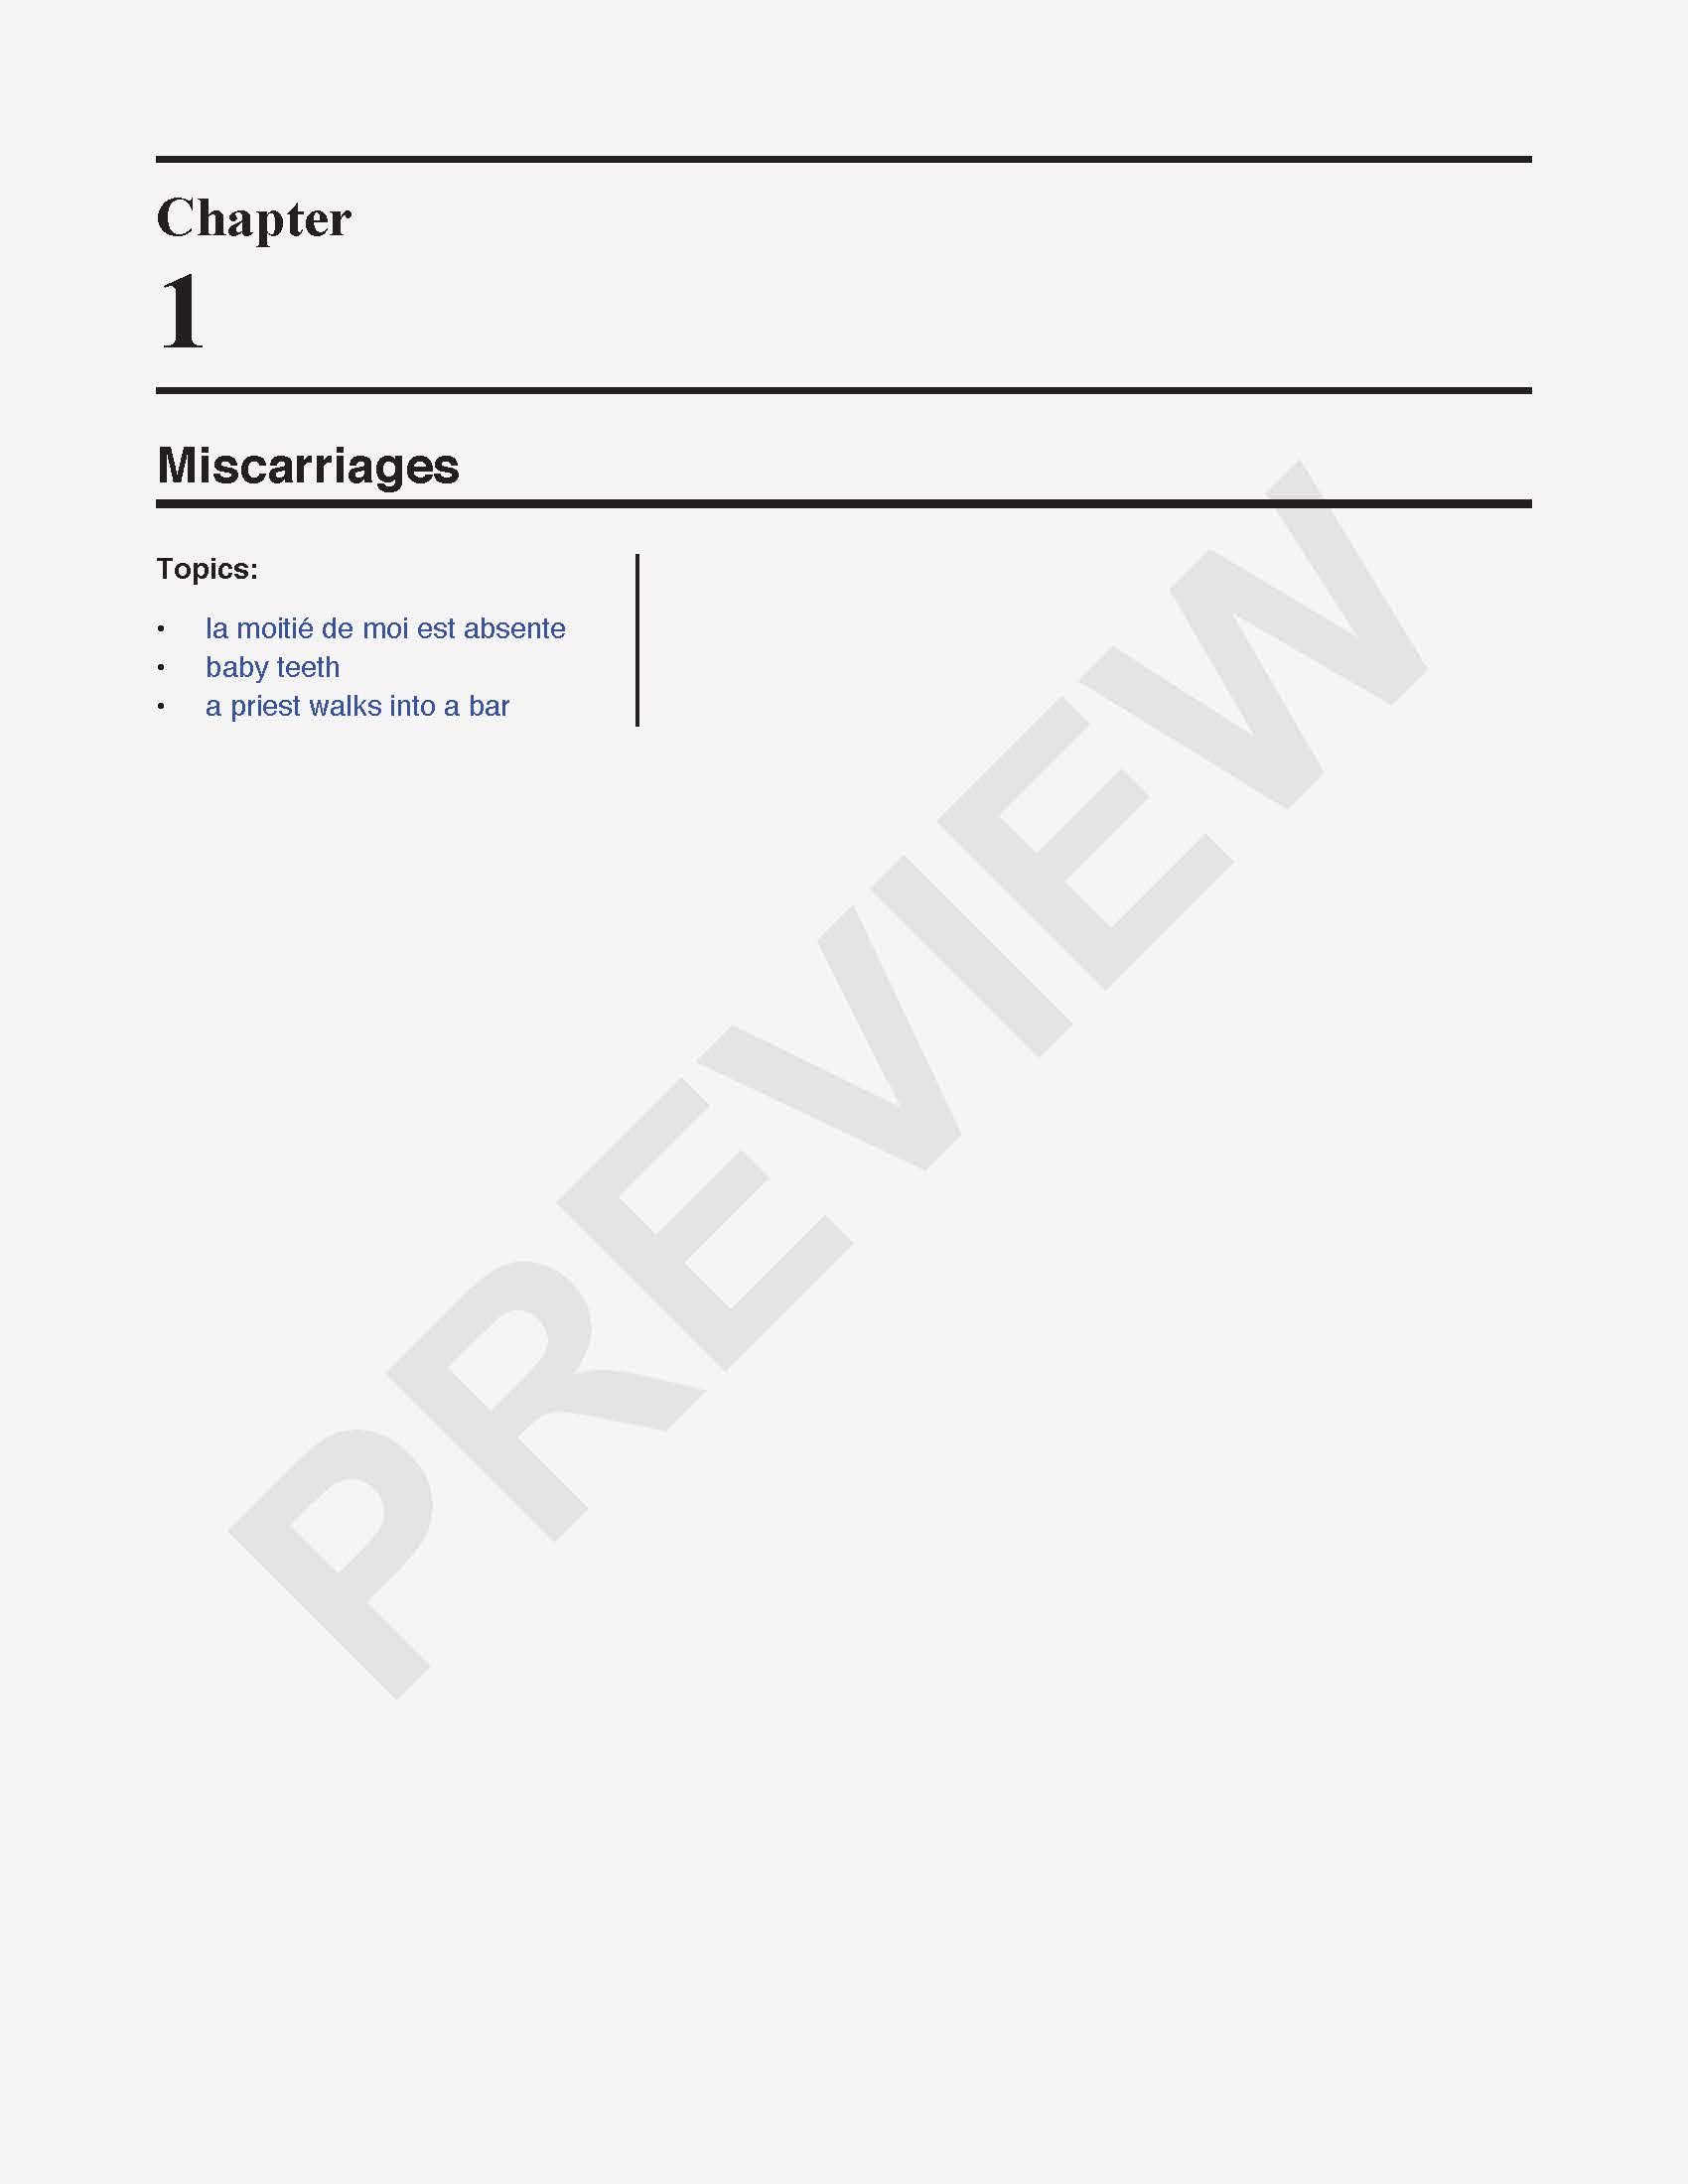 Chapter
1
Miscarriages
Topics:
• la moitié de moi est absente
• baby teeth
• a priest walks into a bar
PREVIEW